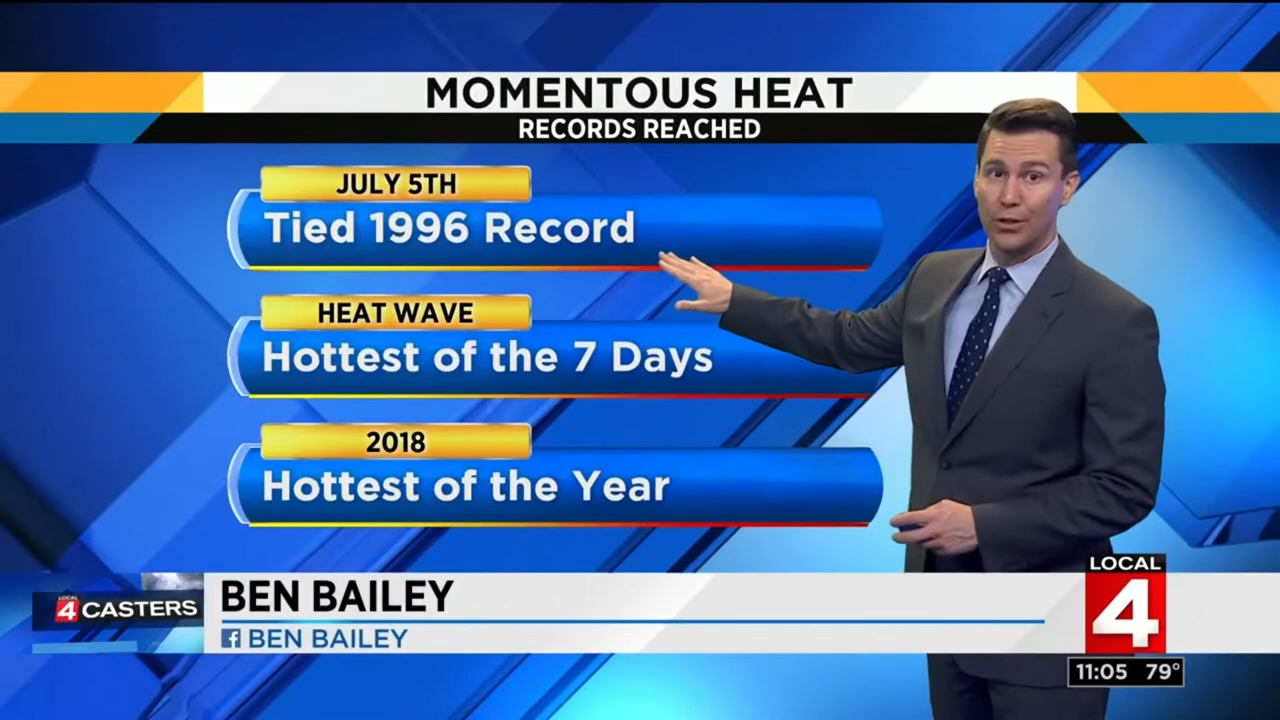 MOMENTOUS HEAT
RECORDS REACHED
JULY 5TH
Tied 1996 Record
HEAT WAVE
Hottest of the 7 Days
2018
Hottest of the Year
LOCAL
4 CASTERS
BEN BAILEY
BEN BAILEY
LOCAL
4
11:05 79°